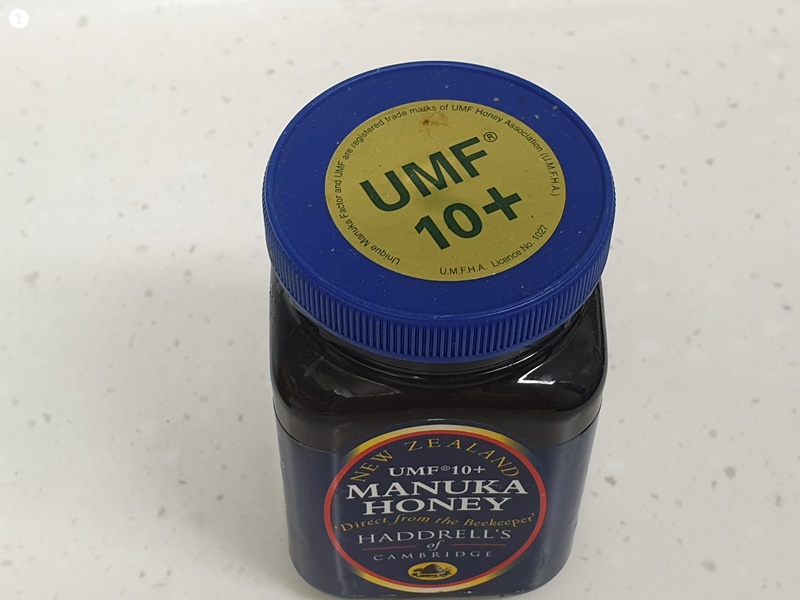 Unique Manuka Factor and UMF are registered trade marks of UMF Honey Association (U.M.F.H.A.)
UMF®
10+
U.M.F.H.A. Licence No. 1027
NEW ZEALAND
UMF®10+
MANUKA
HONEY
'Direct from the Beekeeper'
HADDRELL'S
of
CAMBRIDGE